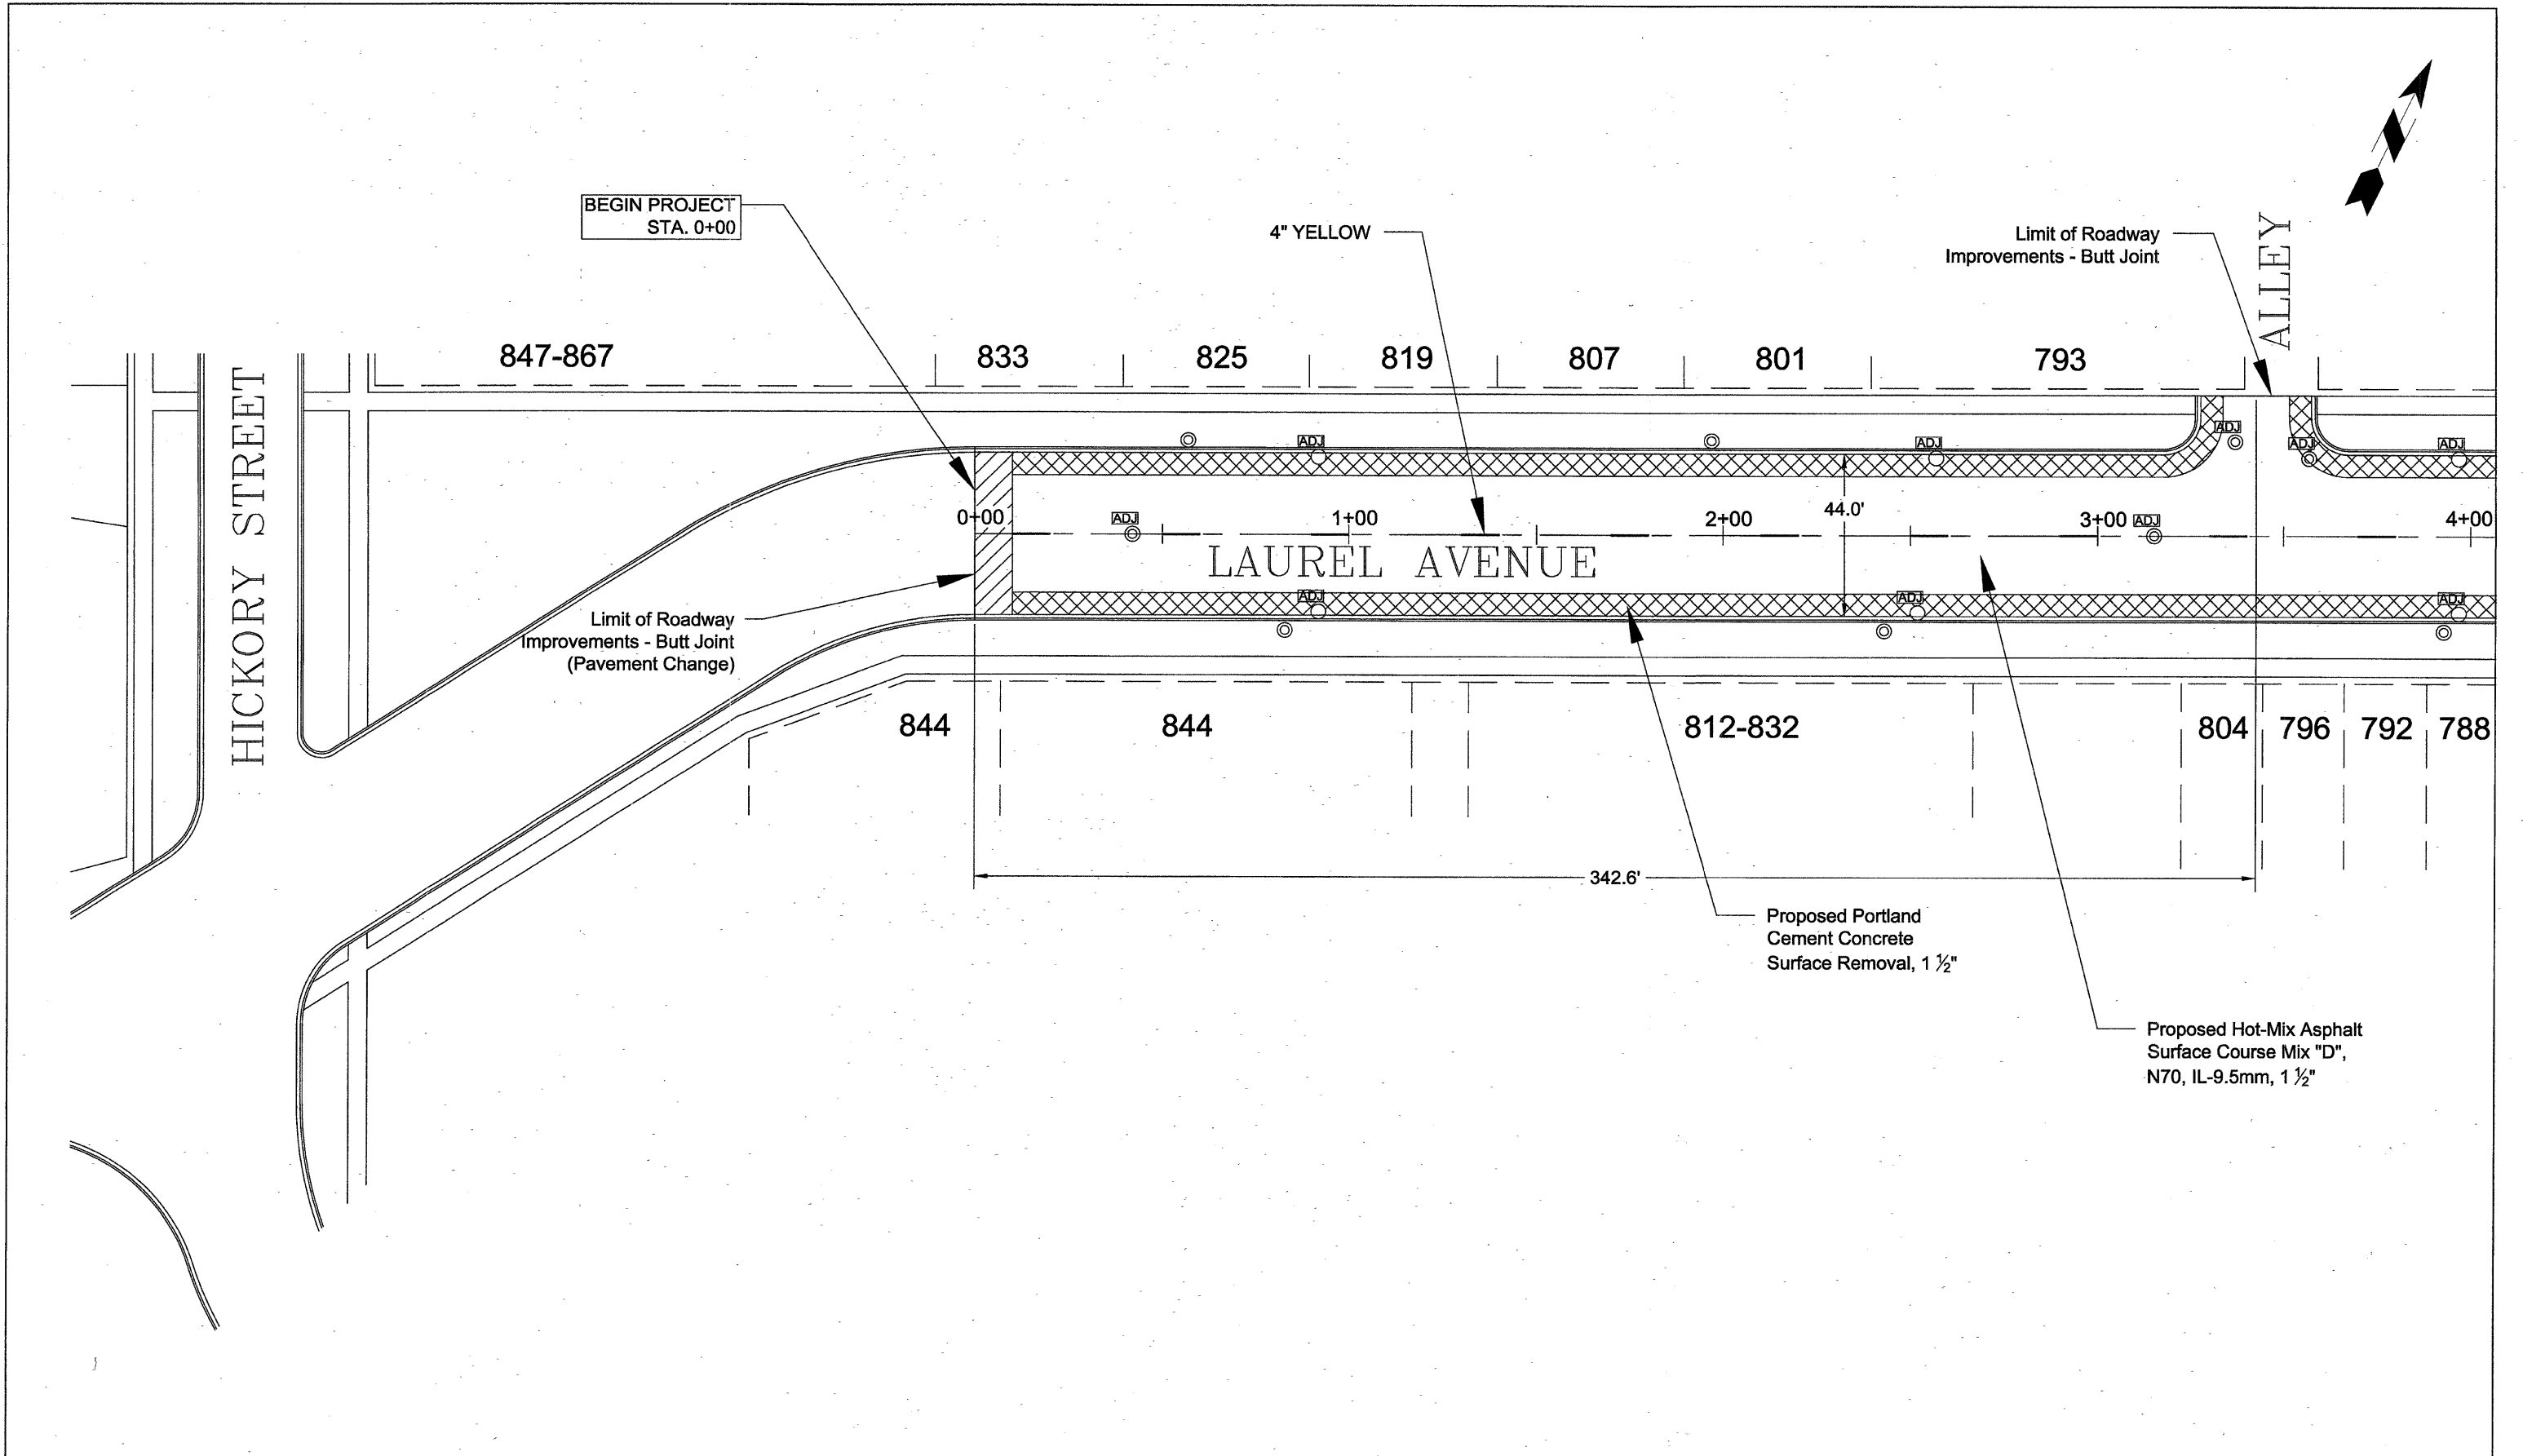 BEGIN PROJECT
STA. 0+00
4" YELLOW
Limit of Roadway
Improvements - Butt Joint
ALLEY
847-867
833
825
819
807
801
793
HICKORY STREET
ADJ
ADJ
ADJ
ADJ
ADJ
0+00
ADJ
1+00
2+00
44.0'
3+00
ADJ
4+00
LAUREL AVENUE
ADJ
ADJ
ADJ
Limit of Roadway
Improvements - Butt Joint
(Pavement Change)
844
844
812-832
804
796
792
788
342.6'
Proposed Portland
Cement Concrete
Surface Removal, 1 ½"
Proposed Hot-Mix Asphalt
Surface Course Mix "D",
N70, IL-9.5mm, 1 ½"